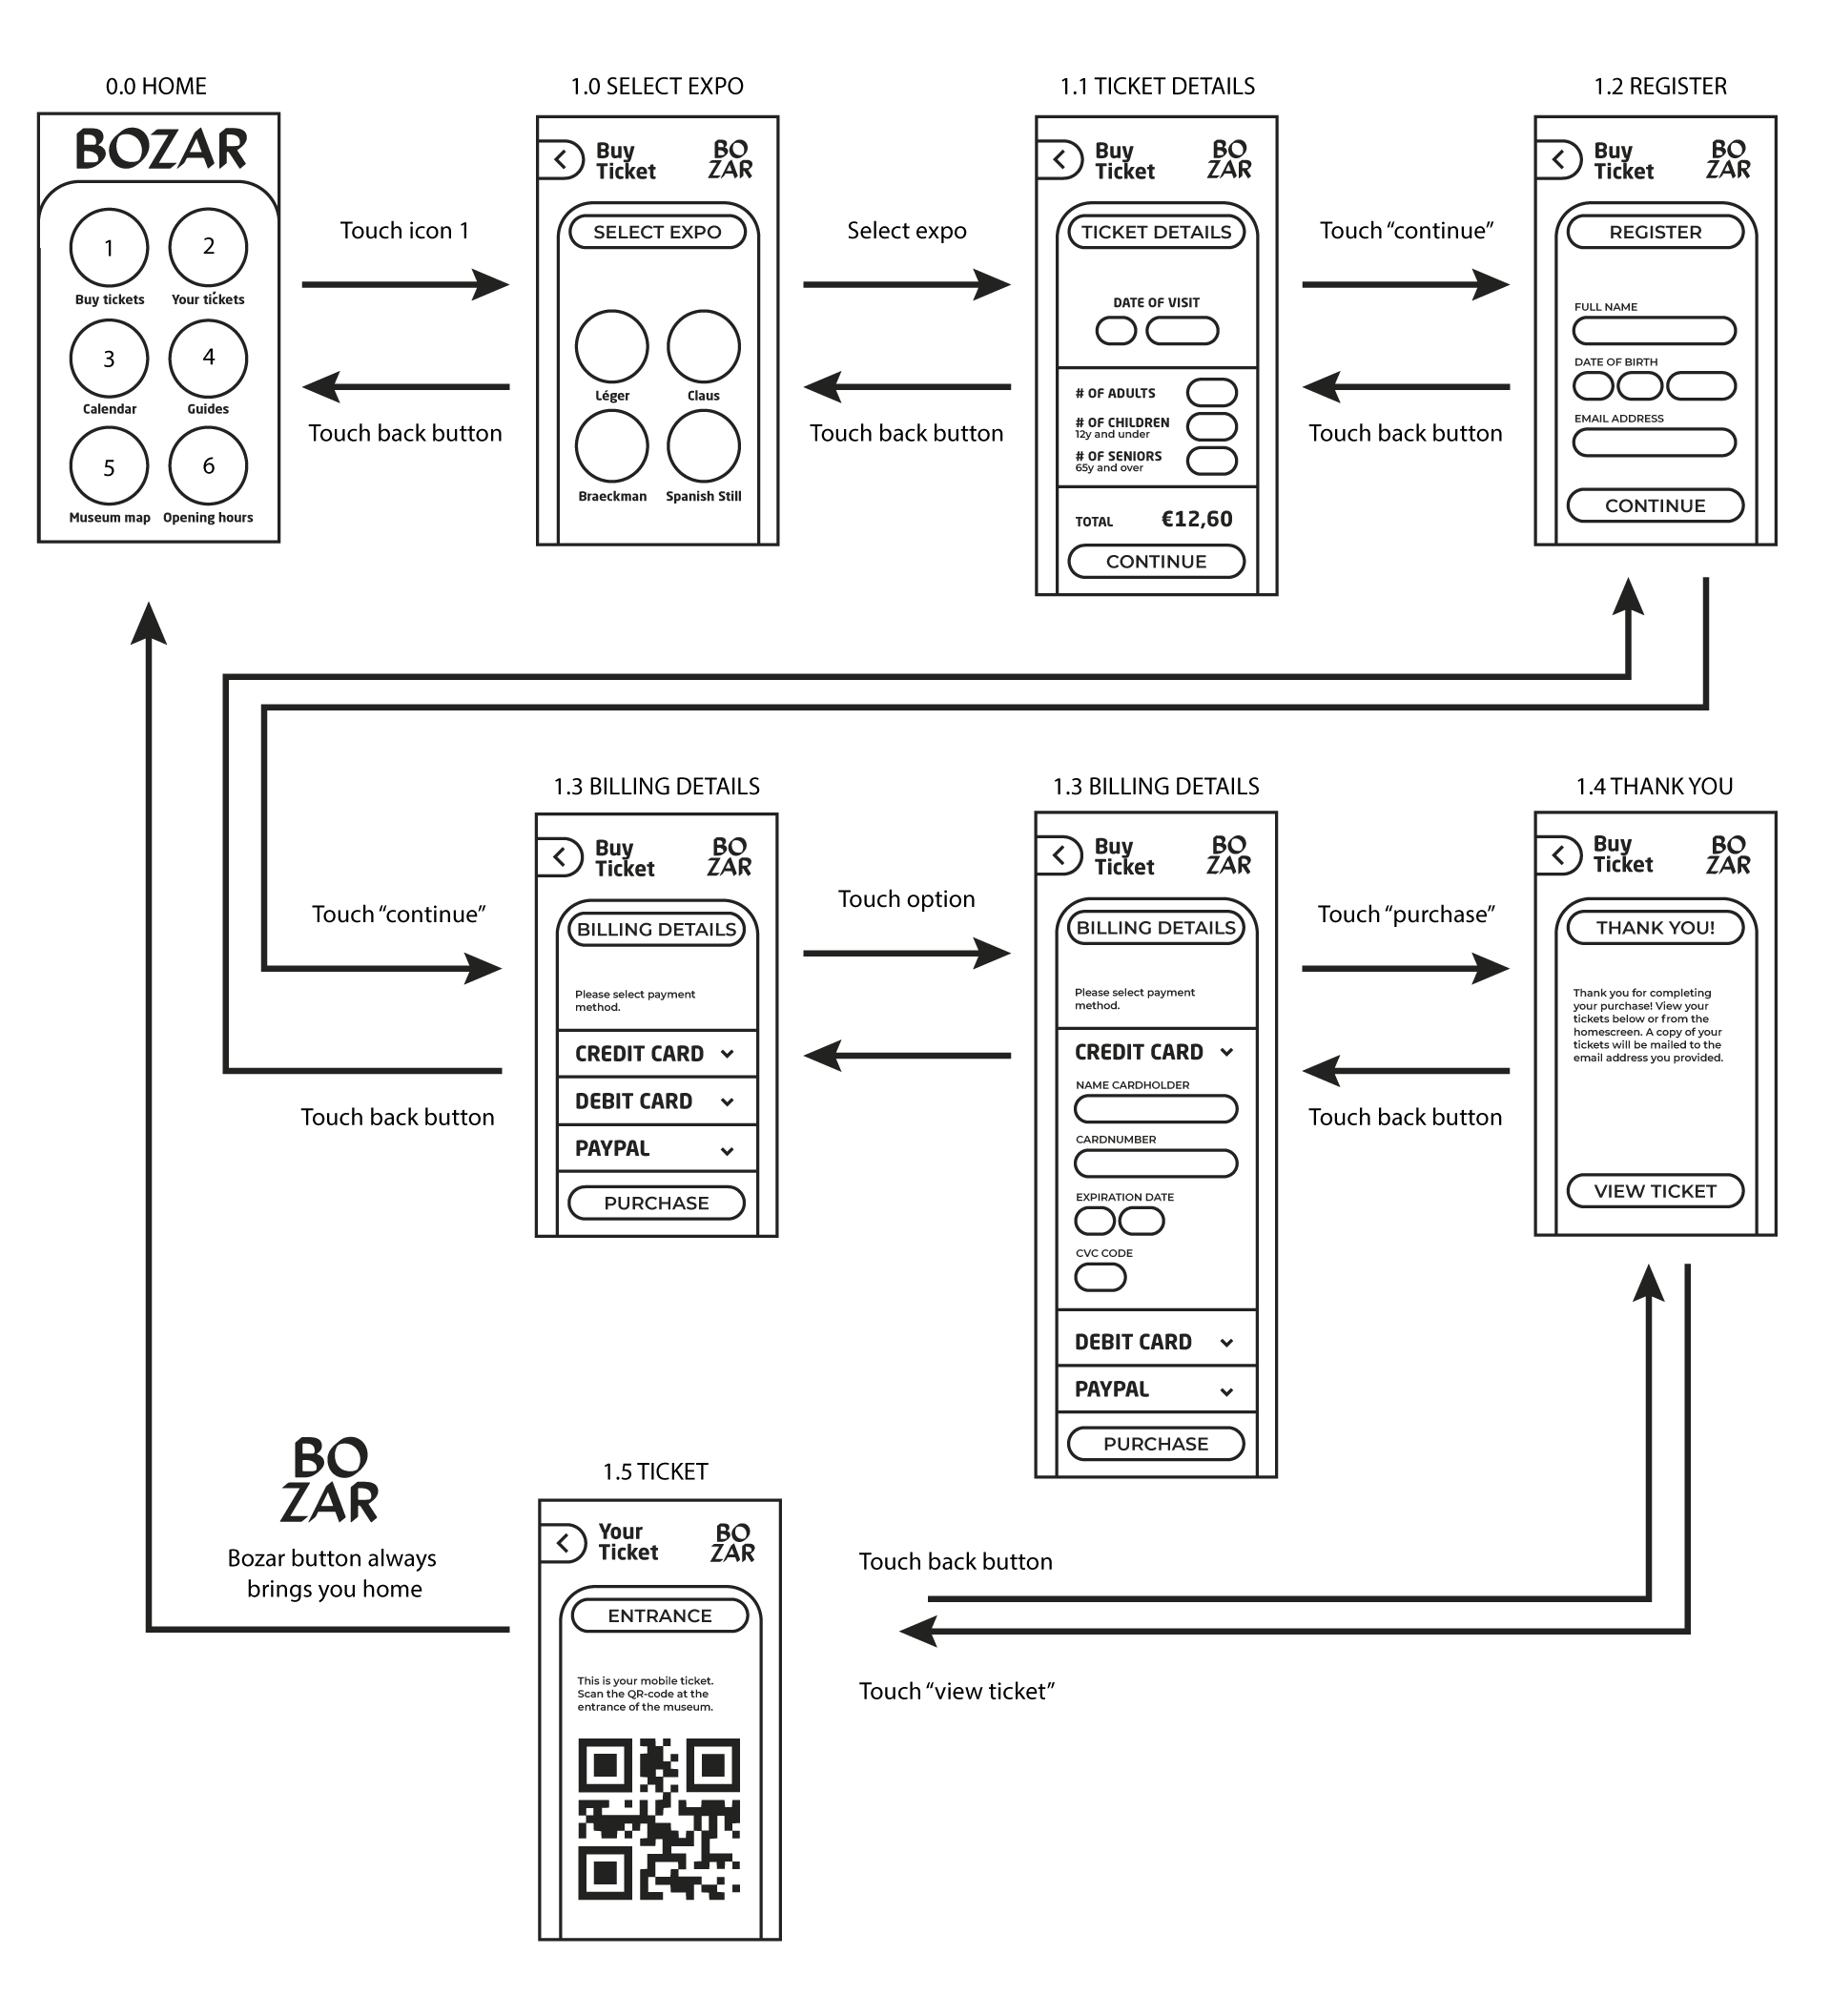 0.0 HOME
BOZAR
1
2
Buy tickets
Your tickets
3
4
Calendar
Guides
5
6
Museum map
Opening hours
Touch icon 1
Touch back button
1.0 SELECT EXPO
Buy
Ticket
BO
ZAR
SELECT EXPO
Léger
Claus
Braeckman
Spanish Still
Select expo
Touch back button
1.1 TICKET DETAILS
Buy
Ticket
BO
ZAR
TICKET DETAILS
DATE OF VISIT
# OF ADULTS
# OF CHILDREN
12y and under
# OF SENIORS
65y and over
TOTAL €12,60
CONTINUE
Touch “continue”
Touch back button
1.2 REGISTER
Buy
Ticket
BO
ZAR
REGISTER
FULL NAME
DATE OF BIRTH
EMAIL ADDRESS
CONTINUE
Touch “continue”
Touch back button
1.3 BILLING DETAILS
Buy
Ticket
BO
ZAR
BILLING DETAILS
Please select payment
method.
CREDIT CARD
DEBIT CARD
PAYPAL
PURCHASE
Touch option
1.3 BILLING DETAILS
Buy
Ticket
BO
ZAR
BILLING DETAILS
Please select payment
method.
CREDIT CARD
NAME CARDHOLDER
CARDNUMBER
EXPIRATION DATE
CVC CODE
DEBIT CARD
PAYPAL
PURCHASE
Touch “purchase”
Touch back button
1.4 THANK YOU
Buy
Ticket
BO
ZAR
THANK YOU!
Thank you for completing
your purchase! View your
tickets below or from the
homescreen. A copy of your
tickets will be mailed to the
email address you provided.
VIEW TICKET
BO
ZAR
Bozar button always
brings you home
1.5 TICKET
Your
Ticket
BO
ZAR
ENTRANCE
This is your mobile ticket.
Scan the QR-code at the
entrance of the museum.
Touch back button
Touch “view ticket”